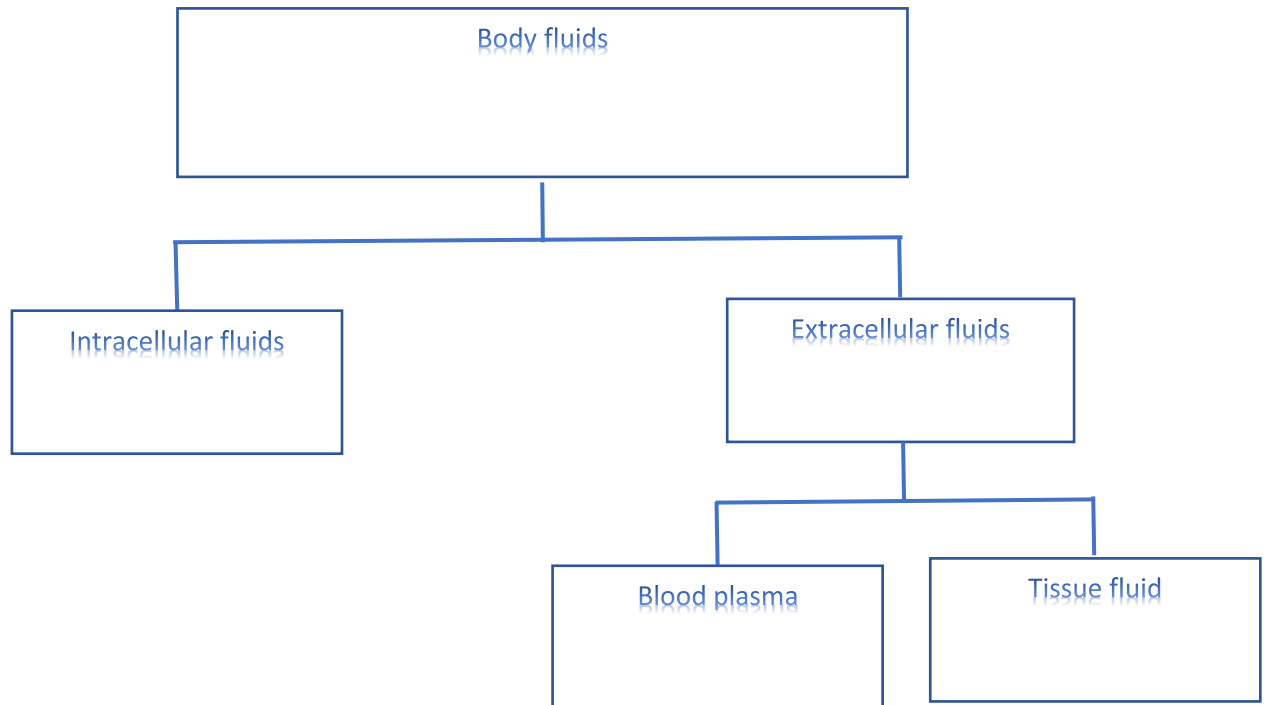 Body fluids
Intracellular fluids
Extracellular fluids
Blood plasma
Tissue fluid